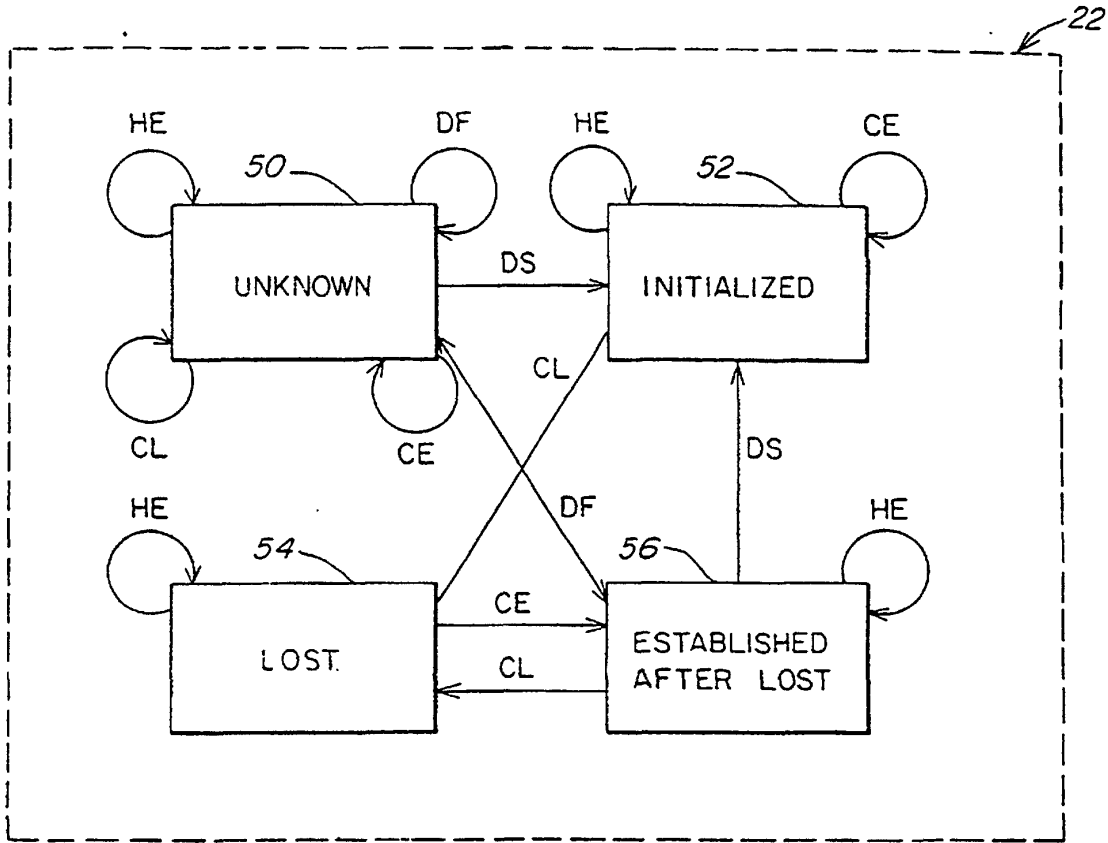 22
HE
DF
HE
CE
50
52
UNKNOWN
DS
INITIALIZED
CL
CL
CE
DS
HE
DF
HE
54
56
CE
LOST.
ESTABLISHED
AFTER LOST
CL